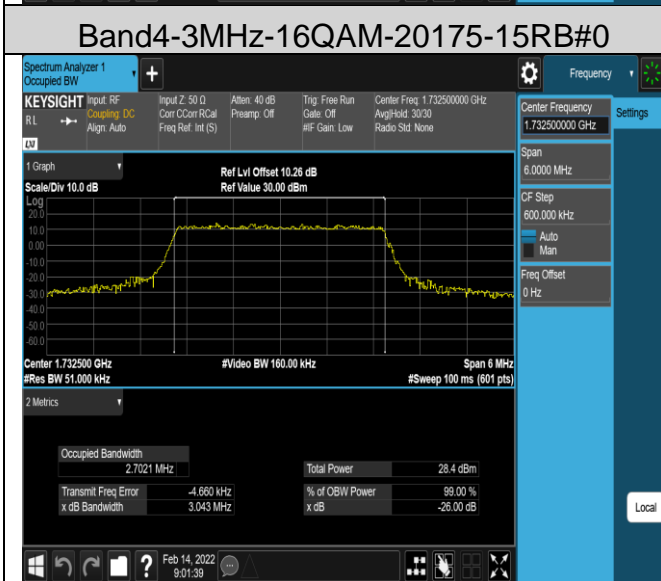 Band4-3MHz-16QAM-20175-15RB#0
Spectrum Analyzer 1
Occupied BW
+
Frequency
KEYSIGHT
RL
LXI
Input: RF
Coupling: DC
Align: Auto
Input Z: 50 Ω
Corr CCorr RCal
Freq Ref: Int (S)
Atten: 40 dB
Preamp: Off
Trig: Free Run
Gate: Off
#IF Gain: Low
Center Freq: 1.732500000 GHz
Avg|Hold: 30/30
Radio Std: None
Center Frequency
1.732500000 GHz
Settings
Span
6.0000 MHz
CF Step
600.000 kHz
Auto
Man
Freq Offset
0 Hz
1 Graph
Scale/Div 10.0 dB
Ref Lvl Offset 10.26 dB
Ref Value 30.00 dBm
Log
20.0
10.0
0.00
-10.0
-20.0
-30.0
-40.0
-50.0
-60.0
Center 1.732500 GHz
#Video BW 160.00 kHz
Span 6 MHz
#Res BW 51.000 kHz
#Sweep 100 ms (601 pts)
2 Metrics
Occupied Bandwidth
2.7021 MHz
Total Power 28.4 dBm
Transmit Freq Error -4.660 kHz
% of OBW Power 99.00 %
x dB Bandwidth 3.043 MHz
x dB -26.00 dB
Local
?
Feb 14, 2022
9:01:39